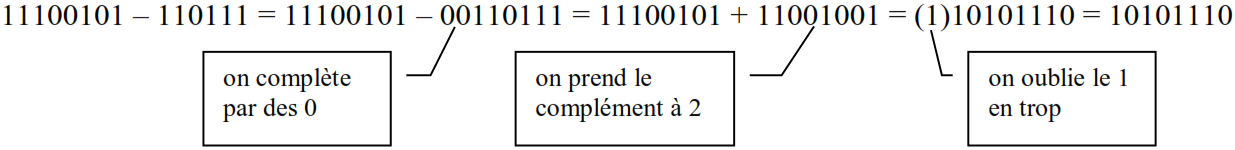 11100101 – 110111 = 11100101 – 00110111 = 11100101 + 11001001 = (1)10101110 = 10101110
on complète
par des 0
on prend le
complément à 2
on oublie le 1
en trop